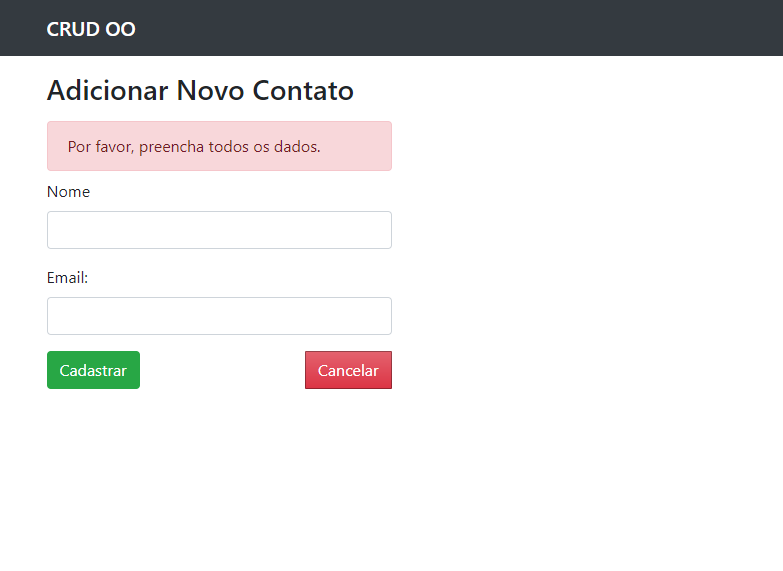 CRUD OO
Adicionar Novo Contato
Por favor, preencha todos os dados.
Nome
Email:
Cadastrar
Cancelar